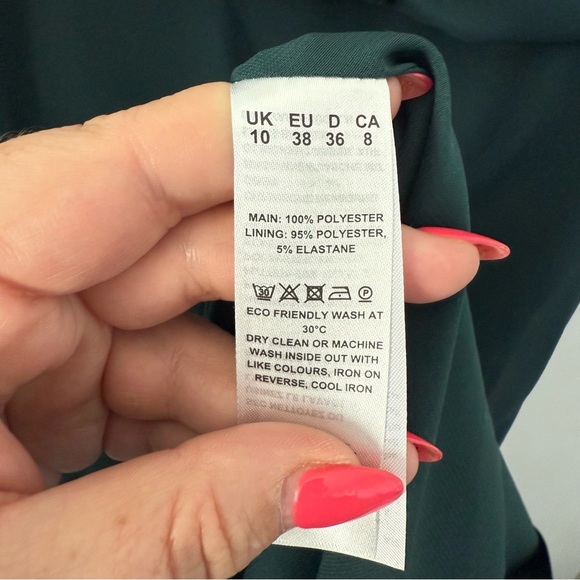 UK EU D CA
10 38 36 8
MAIN: 100% POLYESTER
LINING: 95% POLYESTER,
5% ELASTANE
30 P
ECO FRIENDLY WASH AT
30°C
DRY CLEAN OR MACHINE
WASH INSIDE OUT WITH
LIKE COLOURS, IRON ON
REVERSE, COOL IRON